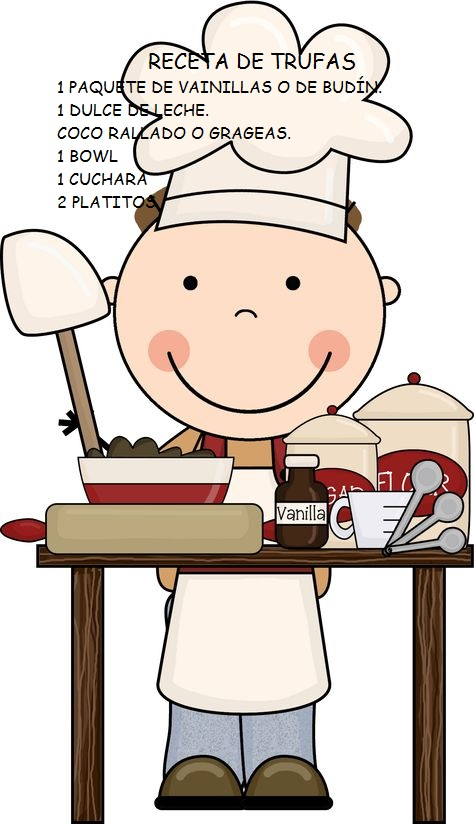 RECETA DE TRUFAS
1 PAQUETE DE VAINILLAS O DE BUDÍN.
1 DULCE DE LECHE.
COCO RALLADO O GRAGEAS.
1 BOWL
1 CUCHARA
2 PLATITOS
Vanilla